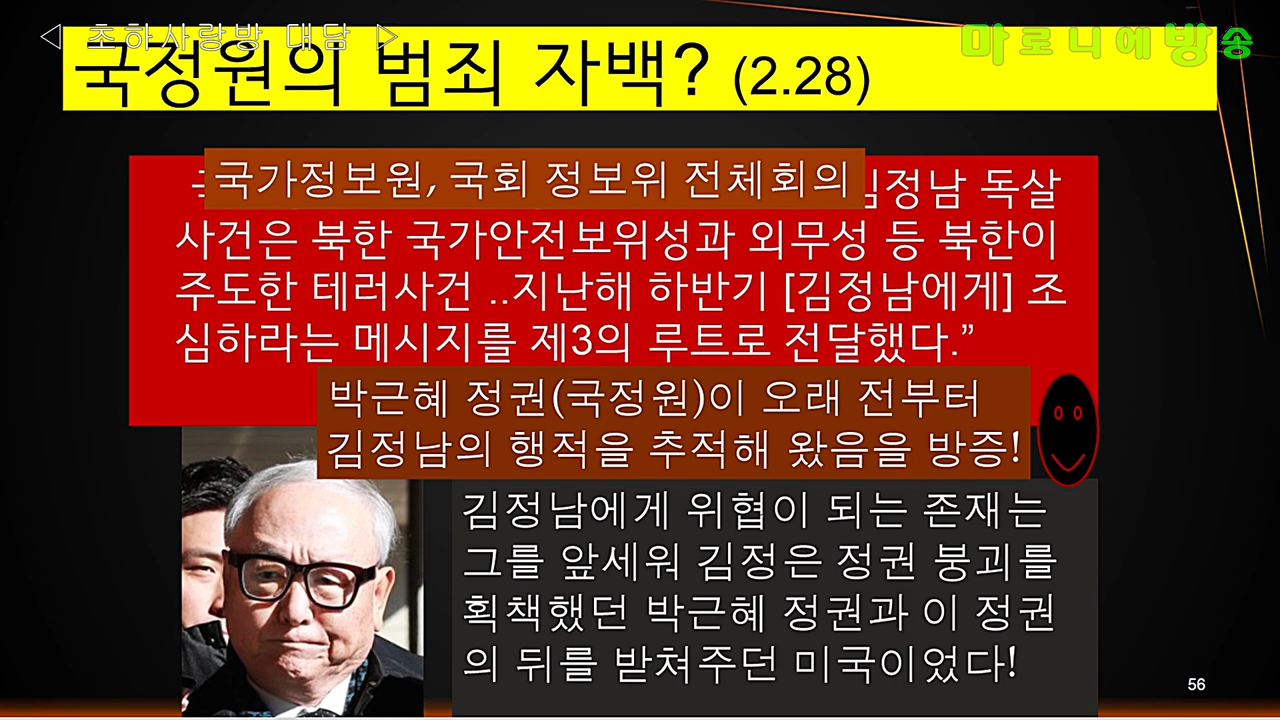 ◁ 초하사랑방 대담 ▷
마로니에방송
국정원의 범죄 자백? (2.28)
국가정보원, 국회 정보위 전체회의
김정남 독살
사건은 북한 국가안전보위성과 외무성 등 북한이
주도한 테러사건 ..지난해 하반기 [김정남에게] 조
심하라는 메시지를 제3의 루트로 전달했다.”
박근혜 정권(국정원)이 오래 전부터
김정남의 행적을 추적해 왔음을 방증!
김정남에게 위협이 되는 존재는
그를 앞세워 김정은 정권 붕괴를
획책했던 박근혜 정권과 이 정권
의 뒤를 받쳐주던 미국이었다!
56